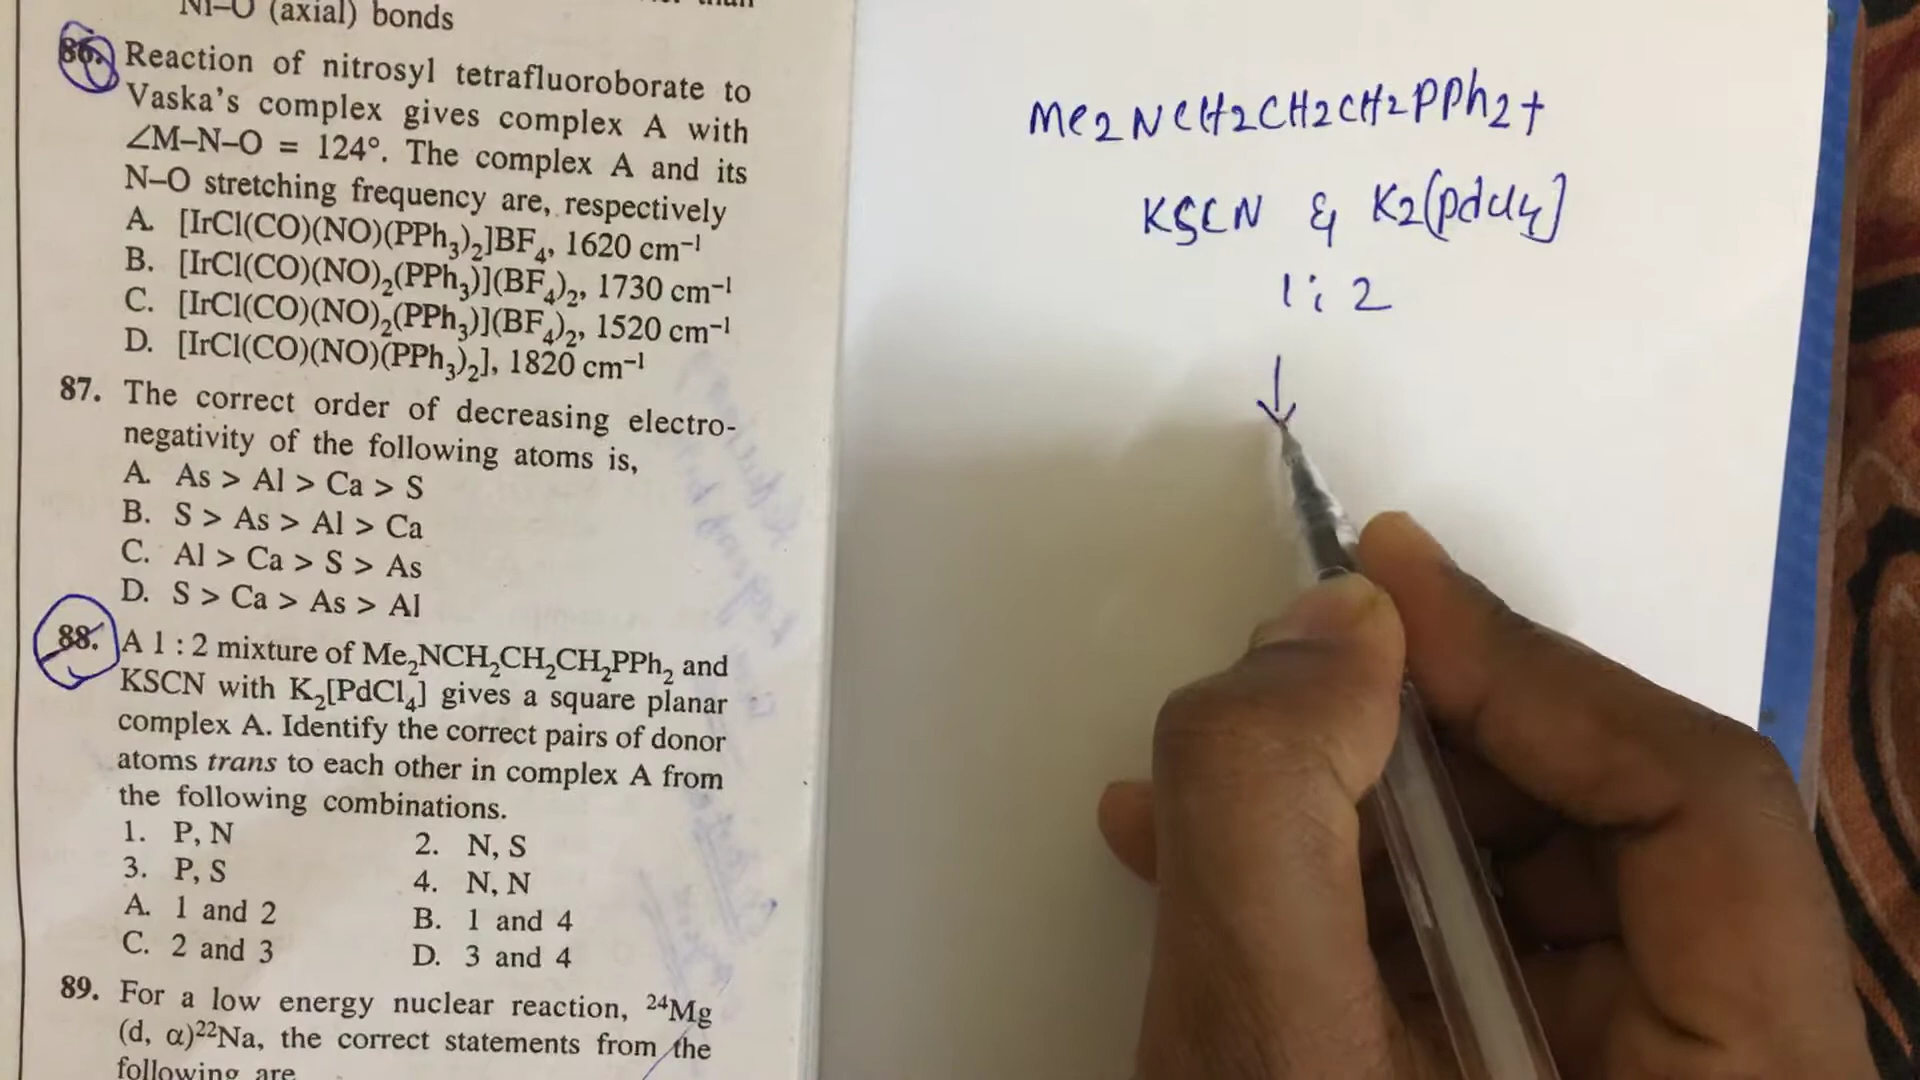 Ni–O (axial) bonds
86. Reaction of nitrosyl tetrafluoroborate to
Vaska's complex gives complex A with
∠M–N–O = 124°. The complex A and its
N–O stretching frequency are, respectively
A. [IrCl(CO)(NO)(PPh₃)₂]BF₄, 1620 cm⁻¹
B. [IrCl(CO)(NO)₂(PPh₃)](BF₄)₂, 1730 cm⁻¹
C. [IrCl(CO)(NO)₂(PPh₃)](BF₄)₂, 1520 cm⁻¹
D. [IrCl(CO)(NO)(PPh₃)₂], 1820 cm⁻¹
87. The correct order of decreasing electro-
negativity of the following atoms is,
A. As > Al > Ca > S
B. S > As > Al > Ca
C. Al > Ca > S > As
D. S > Ca > As > Al
88. A 1 : 2 mixture of Me₂NCH₂CH₂CH₂PPh₂ and
KSCN with K₂[PdCl₄] gives a square planar
complex A. Identify the correct pairs of donor
atoms trans to each other in complex A from
the following combinations.
1. P, N 2. N, S
3. P, S 4. N, N
A. 1 and 2 B. 1 and 4
C. 2 and 3 D. 3 and 4
89. For a low energy nuclear reaction, ²⁴Mg
(d, α)²²Na, the correct statements from the
following are
Me2NCH2CH2CH2PPh2+
KSCN & K2[PdCl4]
1:2